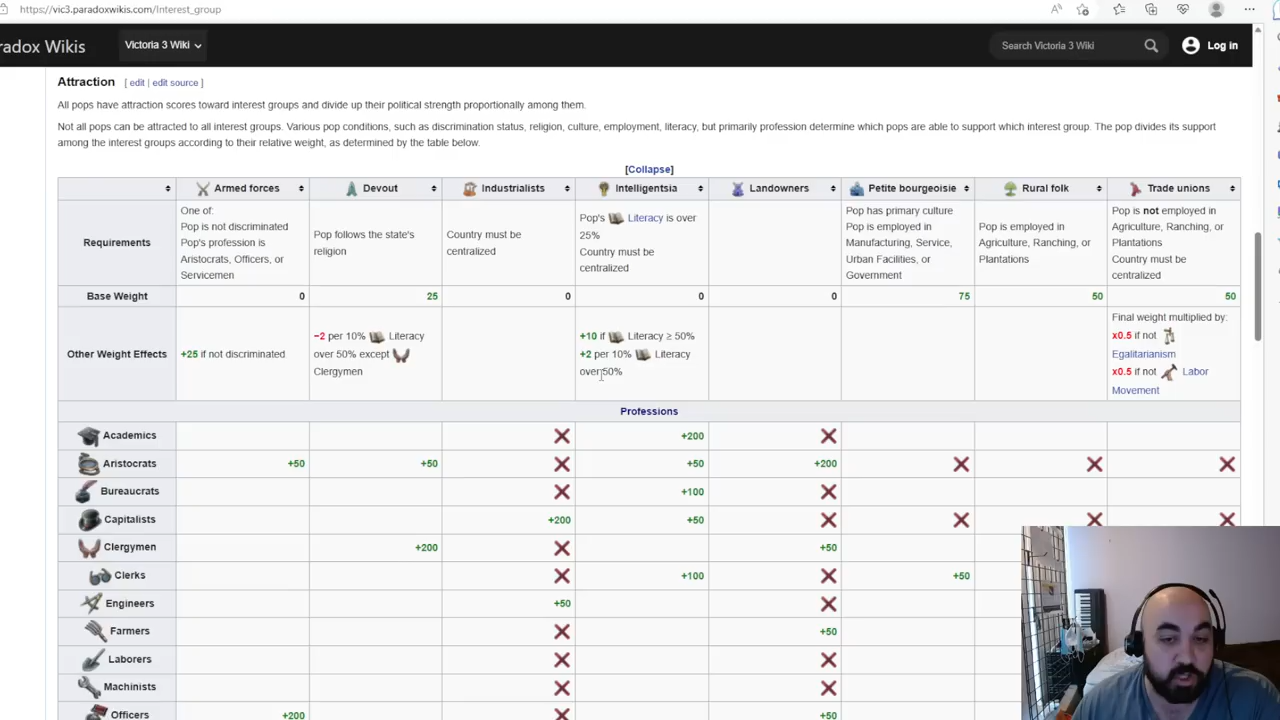 https://vic3.paradoxwikis.com/Interest_group
radox Wikis
Victoria 3 Wiki
Search Victoria 3 Wiki
Log in
Attraction [ edit | edit source ]
All pops have attraction scores toward interest groups and divide up their political strength proportionally among them.
Not all pops can be attracted to all interest groups. Various pop conditions, such as discrimination status, religion, culture, employment, literacy, but primarily profession determine which pops are able to support which interest group. The pop divides its support
among the interest groups according to their relative weight, as determined by the table below.
[Collapse]
Armed forces Devout Industrialists Intelligentsia Landowners Petite bourgeoisie Rural folk Trade unions
Requirements
One of:
Pop is not discriminated
Pop's profession is
Aristocrats, Officers, or
Servicemen
Pop follows the state's
religion
Country must be
centralized
Pop's Literacy is over
25%
Country must be
centralized
Pop has primary culture
Pop is employed in
Manufacturing, Service,
Urban Facilities, or
Government
Pop is employed in
Agriculture, Ranching, or
Plantations
Pop is not employed in
Agriculture, Ranching, or
Plantations
Country must be
centralized
Base Weight 0 25 0 0 0 75 50 50
Other Weight Effects
+25 if not discriminated
−2 per 10% Literacy
over 50% except
Clergymen
+10 if Literacy ≥ 50%
+2 per 10% Literacy
over 50%
Final weight multiplied by:
x0.5 if not
Egalitarianism
x0.5 if not Labor
Movement
Professions
Academics +200
Aristocrats +50 +50 +50 +200
Bureaucrats +100
Capitalists +200 +50
Clergymen +200 +50
Clerks +100 +50
Engineers +50
Farmers +50
Laborers
Machinists
Officers +200 +50